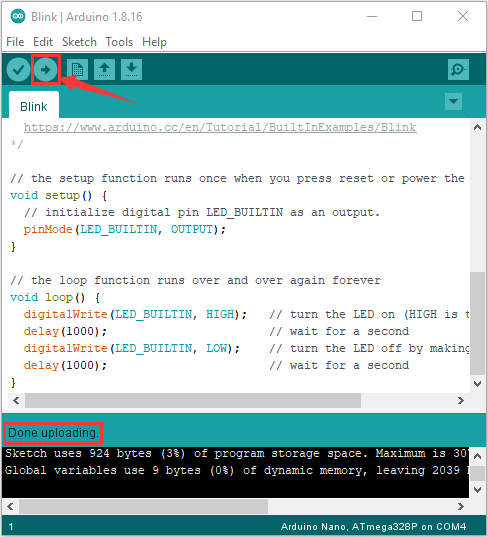 Blink | Arduino 1.8.16
File Edit Sketch Tools Help
Blink
https://www.arduino.cc/en/Tutorial/BuiltInExamples/Blink
*/
// the setup function runs once when you press reset or power the
void setup() {
// initialize digital pin LED_BUILTIN as an output.
pinMode(LED_BUILTIN, OUTPUT);
}
// the loop function runs over and over again forever
void loop() {
digitalWrite(LED_BUILTIN, HIGH);   // turn the LED on (HIGH is t
delay(1000);                       // wait for a second
digitalWrite(LED_BUILTIN, LOW);    // turn the LED off by making
delay(1000);                       // wait for a second
}
Done uploading.
Sketch uses 924 bytes (3%) of program storage space. Maximum is 307
Global variables use 9 bytes (0%) of dynamic memory, leaving 2039
1 Arduino Nano, ATmega328P on COM4